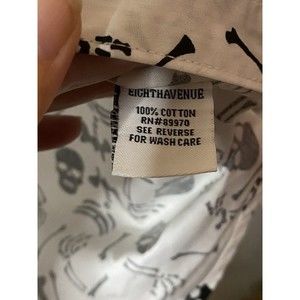 EIGHTHAVENUE
100% COTTON
RN#89970
SEE REVERSE
FOR WASH CARE